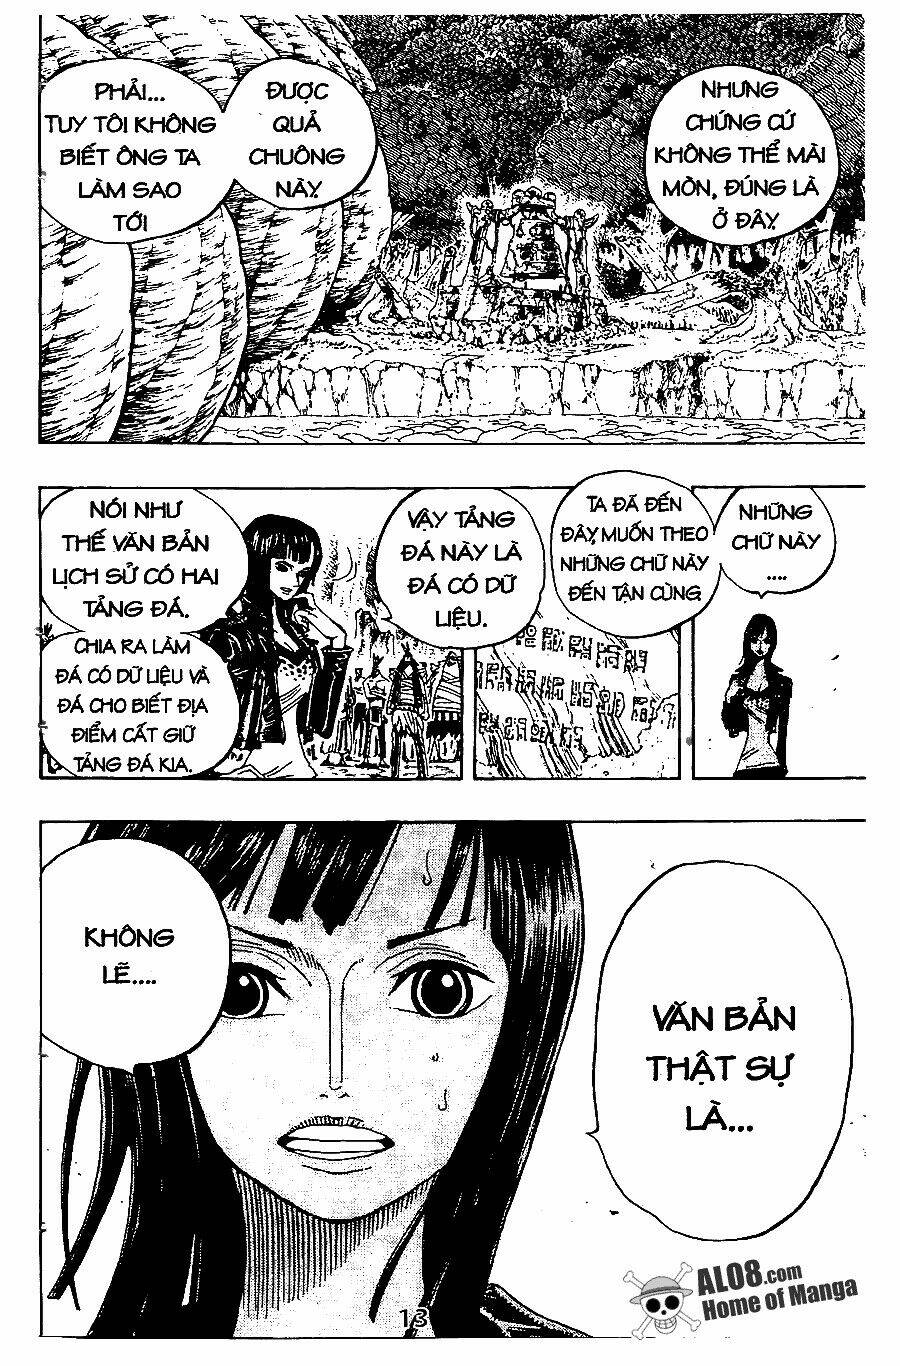 PHẢI...
TUY TÔI KHÔNG
BIẾT ÔNG TA
LÀM SAO
TỚI
ĐƯỢC
QUẢ
CHUÔNG
NÀY.
NHƯNG
CHỨNG CỨ
KHÔNG THỂ MÀI
MÒN, ĐÚNG LÀ
Ở ĐÂY.
NÓI NHƯ
THẾ VĂN BẢN
LỊCH SỬ CÓ HAI
TẢNG ĐÁ.
CHIA RA LÀM
ĐÁ CÓ DỮ LIỆU VÀ
ĐÁ CHO BIẾT ĐỊA
ĐIỂM CẤT GIỮ
TẢNG ĐÁ KIA.
VẬY TẢNG
ĐÁ NÀY LÀ
ĐÁ CÓ DỮ
LIỆU.
TA ĐÃ ĐẾN
ĐÂY, MUỐN THEO
NHỮNG CHỮ NÀY
ĐẾN TẬN CÙNG
NHỮNG
CHỮ NÀY
....
KHÔNG
LẼ....
VĂN BẢN
THẬT SỰ
LÀ...
13
ALO8.com
Home of Manga